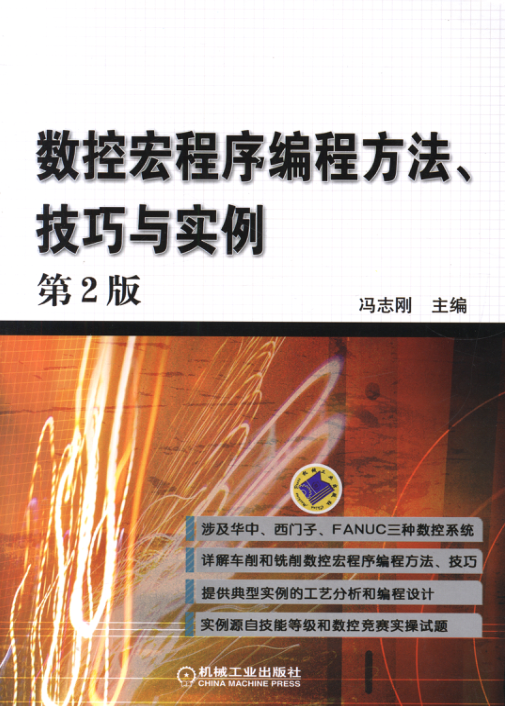 数控宏程序编程方法、
技巧与实例
第2版
冯志刚 主编
涉及华中、西门子、FANUC三种数控系统
详解车削和铣削数控宏程序编程方法、技巧
提供典型实例的工艺分析和编程设计
实例源自技能等级和数控竞赛实操试题
机械工业出版社
CHINA MACHINE PRESS